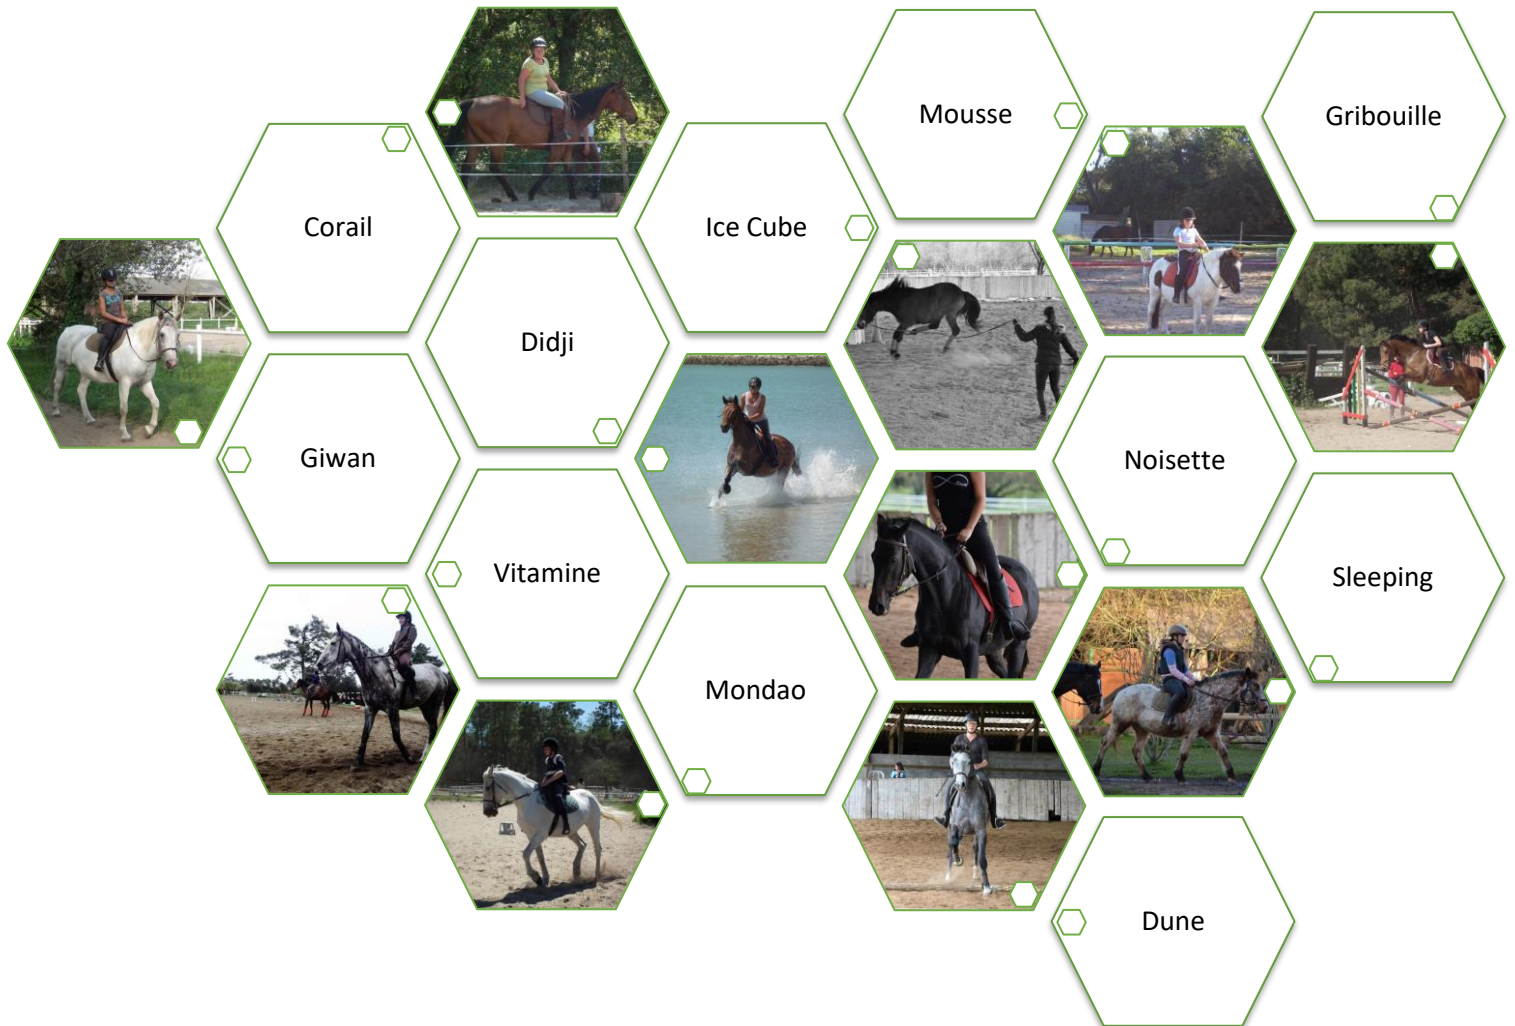 Mousse
Gribouille
Corail
Ice Cube
Didji
Giwan
Noisette
Vitamine
Sleeping
Mondao
Dune